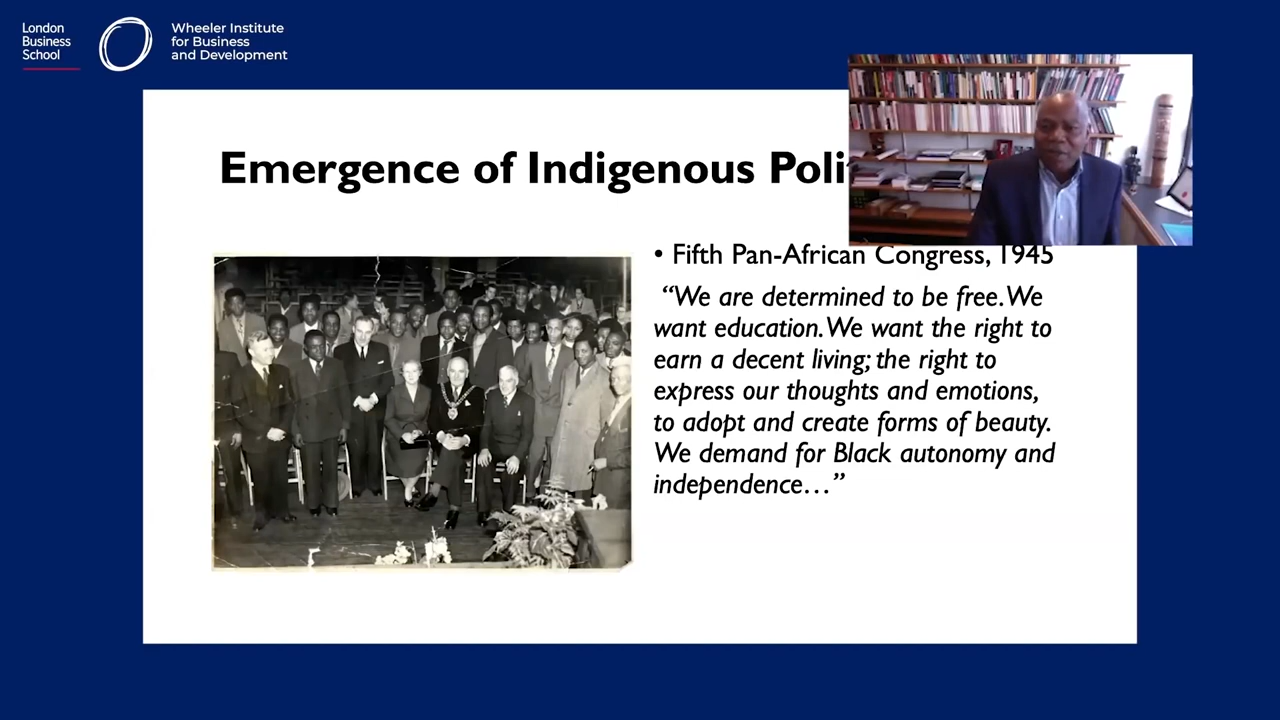 London
Business
School
Wheeler Institute
for Business
and Development
Emergence of Indigenous
• Fifth Pan-African Congress, 1945
“We are determined to be free. We
want education. We want the right to
earn a decent living; the right to
express our thoughts and emotions,
to adopt and create forms of beauty.
We demand for Black autonomy and
independence…”